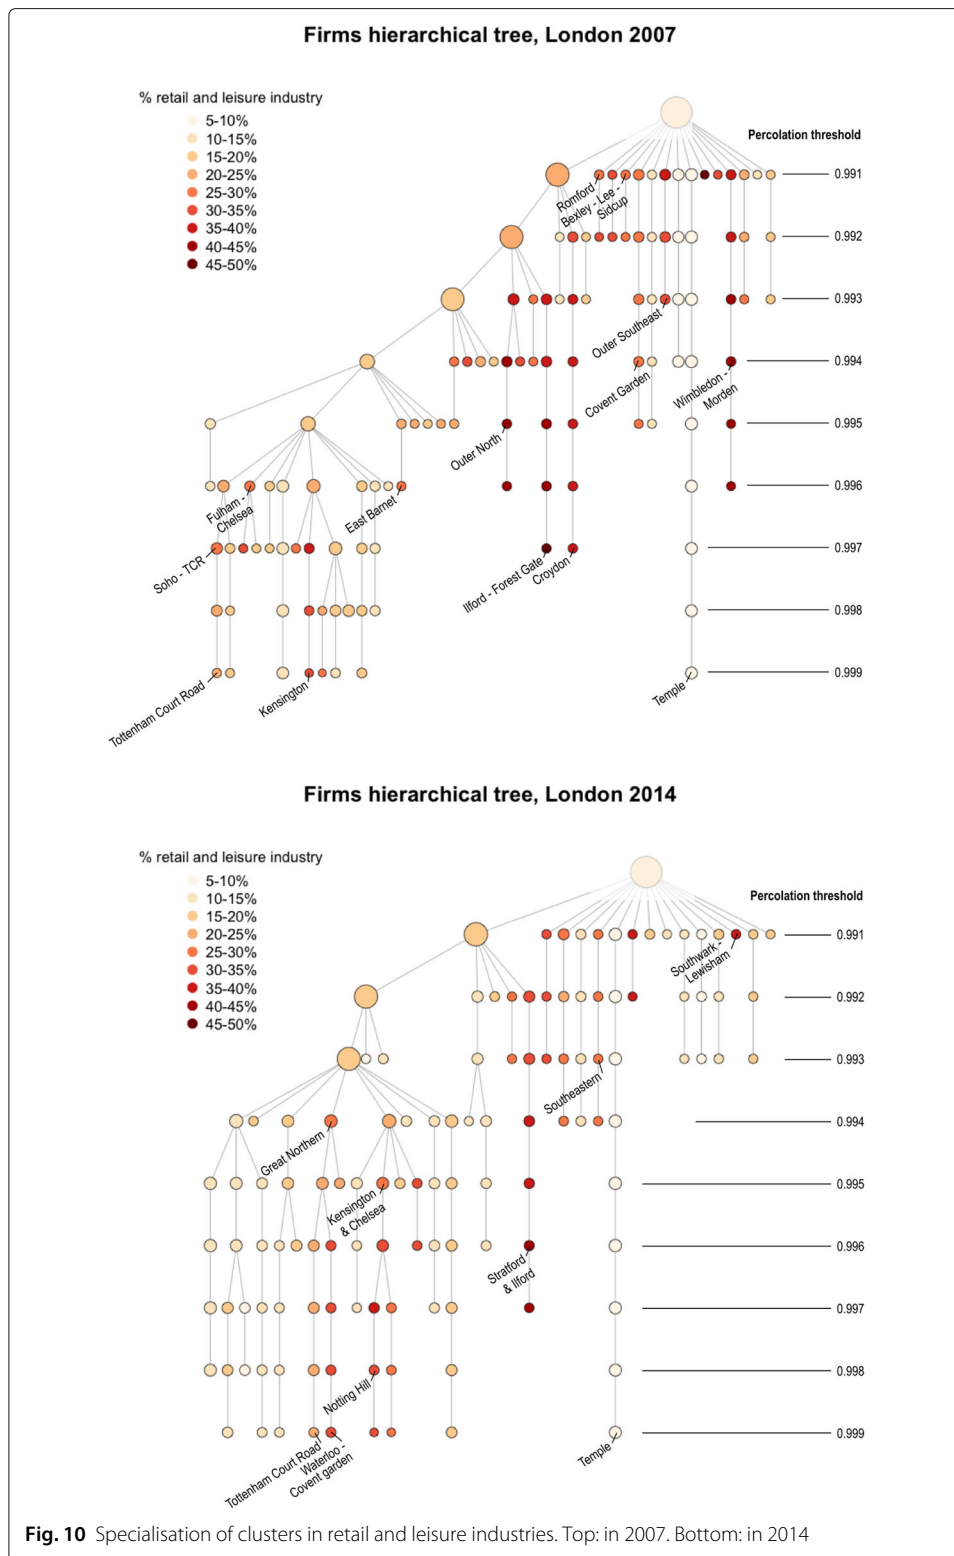 Firms hierarchical tree, London 2007
% retail and leisure industry
5-10%
10-15%
15-20%
20-25%
25-30%
30-35%
35-40%
40-45%
45-50%
Percolation threshold
0.991
Romford
Bexley - Lee -
Sidcup
0.992
0.993
Outer Southeast
0.994
Covent Garden
Wimbledon -
Morden
0.995
Outer North
0.996
Fulham -
Chelsea
East Barnet
0.997
Soho - TCR
Ilford - Forest Gate
Croydon
0.998
0.999
Tottenham Court Road
Kensington
Temple
Firms hierarchical tree, London 2014
% retail and leisure industry
5-10%
10-15%
15-20%
20-25%
25-30%
30-35%
35-40%
40-45%
45-50%
Percolation threshold
0.991
Southwark -
Lewisham
0.992
0.993
Southeastern
0.994
Great Northern
0.995
Kensington
& Chelsea
0.996
Stratford
& Ilford
0.997
0.998
Notting Hill
0.999
Tottenham Court Road
Waterloo -
Covent garden
Temple
Fig. 10 Specialisation of clusters in retail and leisure industries. Top: in 2007. Bottom: in 2014